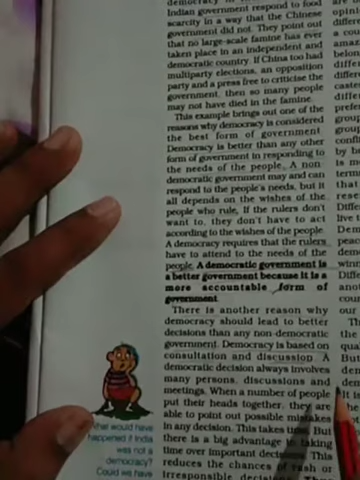 Indian government respond to food
scarcity in a way that the Chinese
government did not. They point out
that no large-scale famine has ever
taken place in an independent and
democratic country. If China too had
multiparty elections, an opposition
party and a press free to criticise the
government, then so many people
may not have died in the famine.
This example brings out one of the
reasons why democracy is considered
the best form of government.
Democracy is better than any other
form of government in responding to
the needs of the people. A non-
democratic government may and can
respond to the people's needs, but it
all depends on the wishes of the
people who rule. If the rulers don't
want to, they don't have to act
according to the wishes of the people.
A democracy requires that the rulers
have to attend to the needs of the
people. A democratic government is
a better government because it is a
more accountable form of
government.
There is another reason why
democracy should lead to better
decisions than any non-democratic
government. Democracy is based on
consultation and discussion. A
democratic decision always involves
many persons, discussions and
meetings. When a number of people
put their heads together, they are
able to point out possible mistakes
in any decision. This takes time. But
there is a big advantage in taking
time over important decisions. This
reduces the chances of rash or
irresponsible decisions.
What would have
happened if India
was not a
democracy?
Could we have